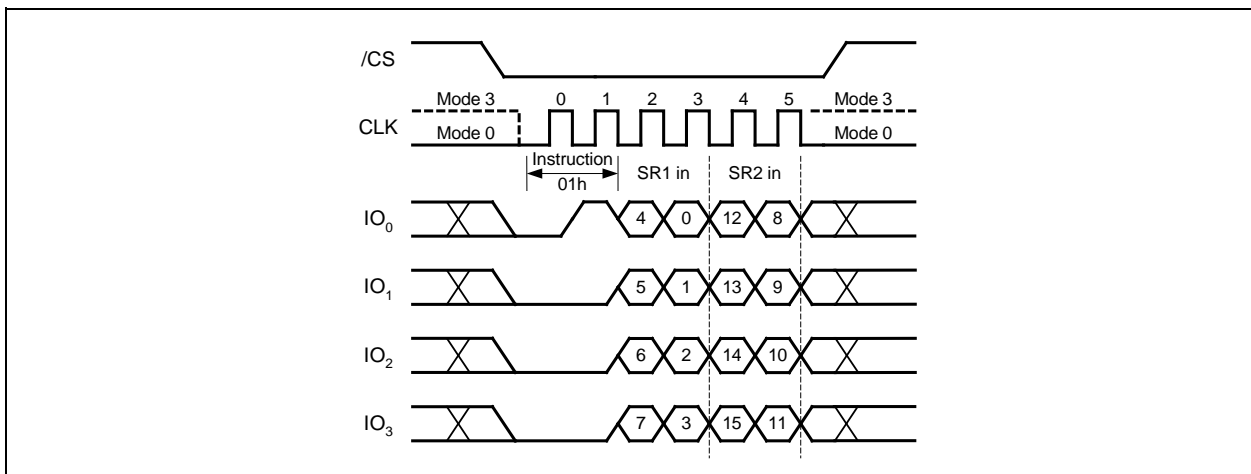 /CS
Mode 3 0 1 2 3 4 5 Mode 3
CLK Mode 0 Mode 0
Instruction
01h SR1 in SR2 in
IO0 4 0 12 8
IO1 5 1 13 9
IO2 6 2 14 10
IO3 7 3 15 11